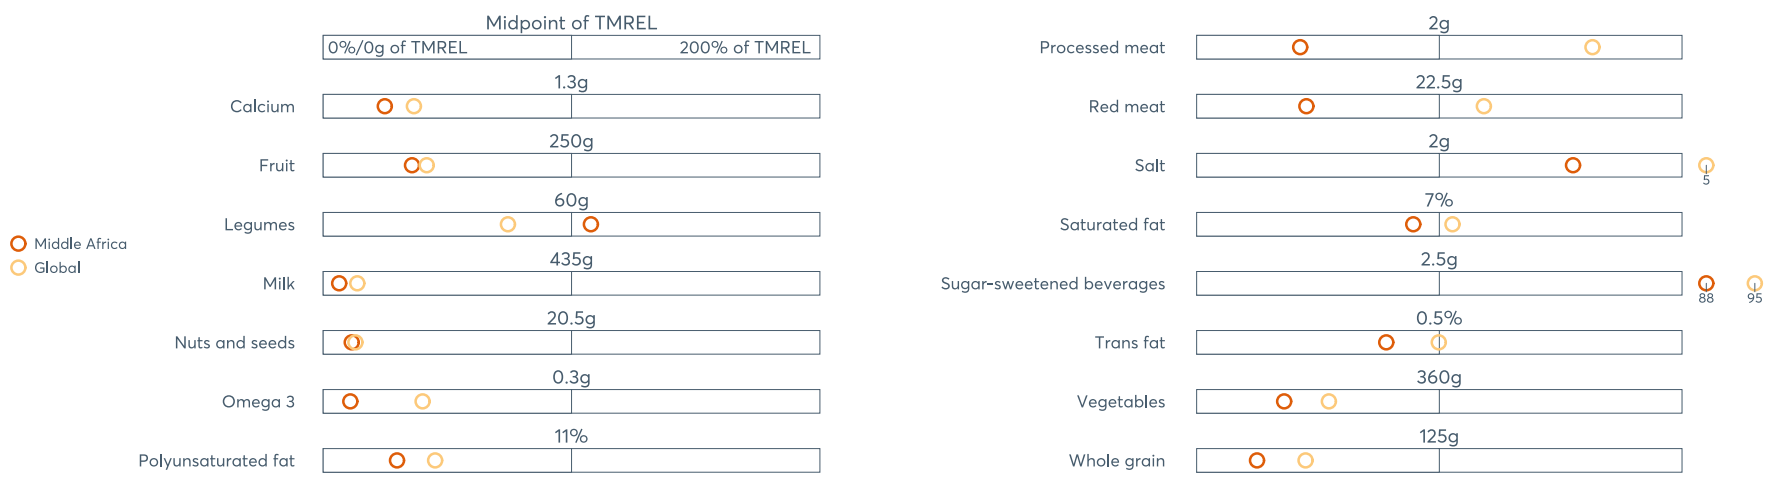 Midpoint of TMREL
0%/0g of TMREL 200% of TMREL
1.3g
Calcium
250g
Fruit
60g
Legumes
435g
Milk
20.5g
Nuts and seeds
0.3g
Omega 3
11%
Polyunsaturated fat
Middle Africa
Global
2g
Processed meat
22.5g
Red meat
2g
Salt
5
7%
Saturated fat
2.5g
Sugar-sweetened beverages
88 95
0.5%
Trans fat
360g
Vegetables
125g
Whole grain